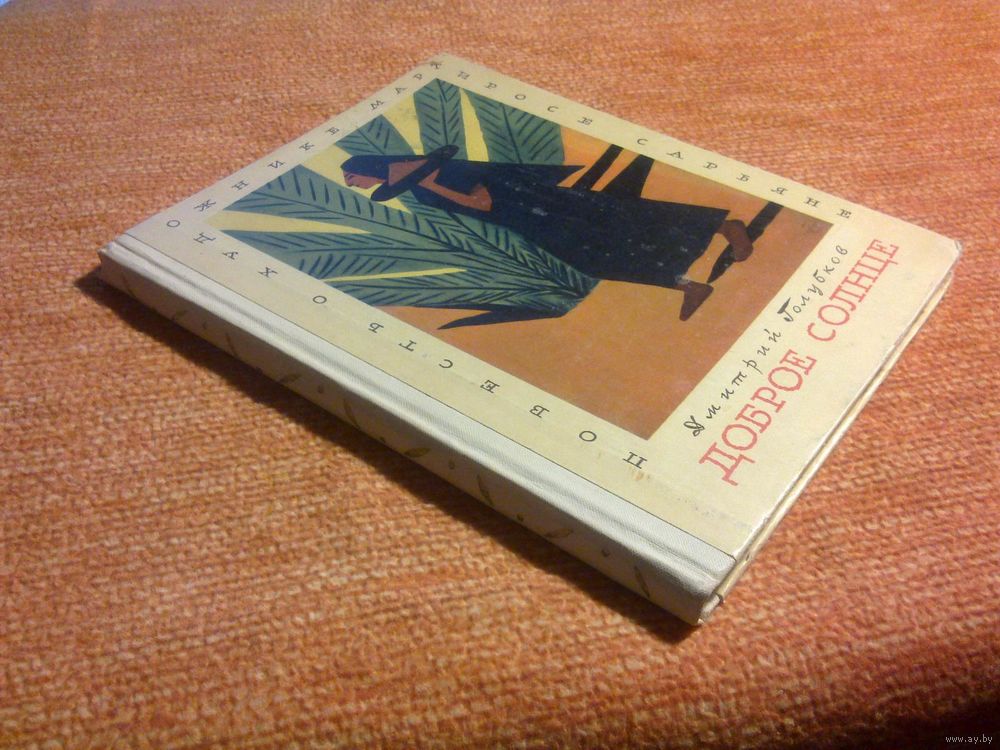 Дмитрий Голубков
ДОБРОЕ СОЛНЦЕ
ПОВЕСТЬ О ХУДОЖНИКЕ МАРТИРОСЕ САРЬЯНЕ
www.ay.by